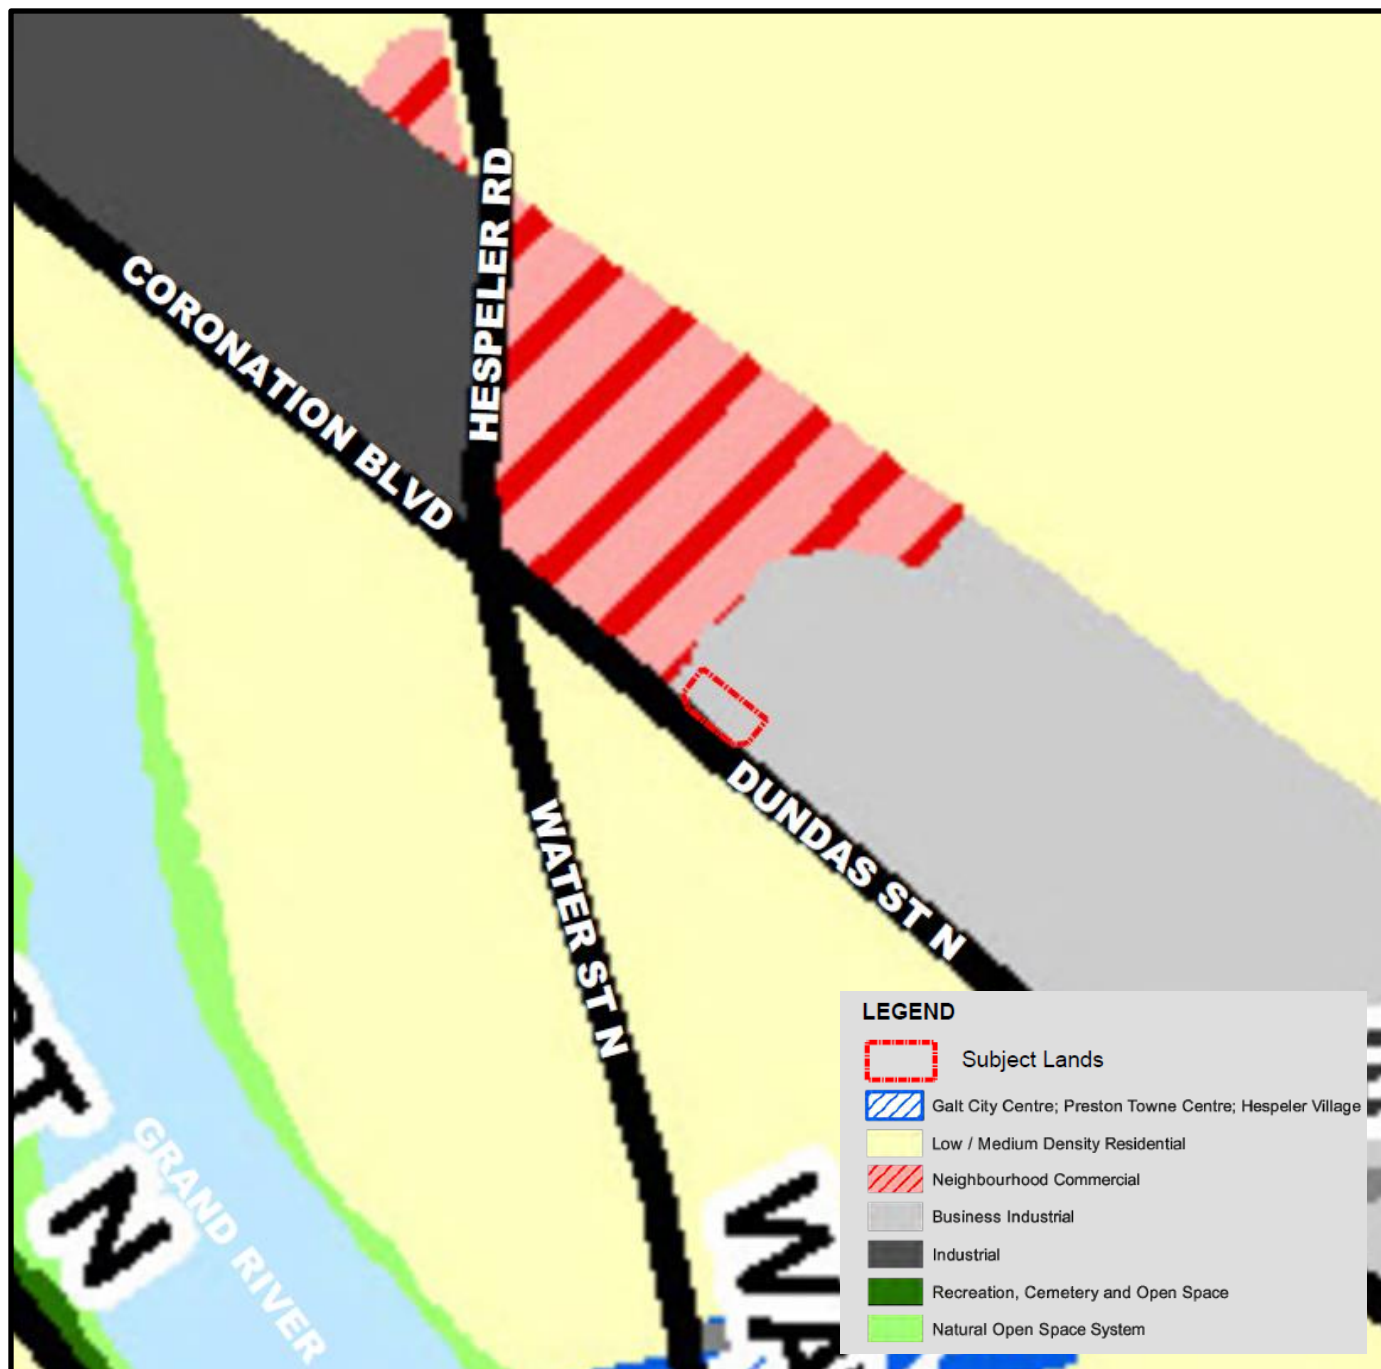 HESPELER RD
CORONATION BLVD
DUNDAS ST N
WATER ST N
GRAND RIVER
N
LEGEND
Subject Lands
Galt City Centre; Preston Towne Centre; Hespeler Village
Low / Medium Density Residential
Neighbourhood Commercial
Business Industrial
Industrial
Recreation, Cemetery and Open Space
Natural Open Space System